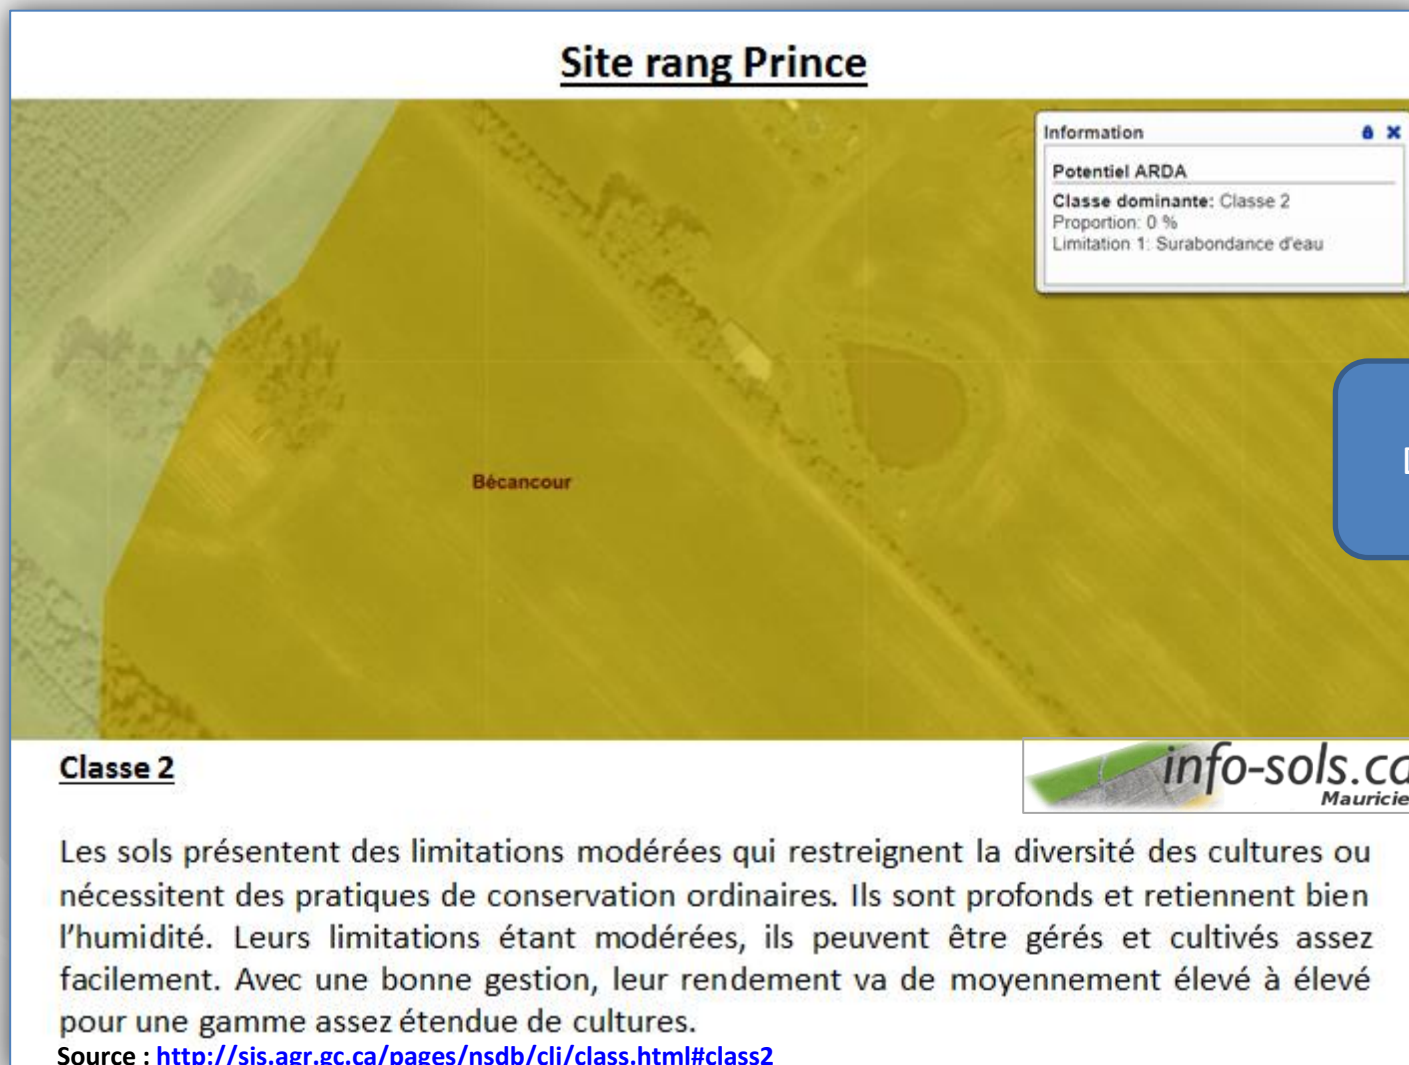 Site rang Prince
Information
Potentiel ARDA
Classe dominante: Classe 2
Proportion: 0 %
Limitation 1: Surabondance d'eau
D
Bécancour
Classe 2
info-sols.ca
Mauricie
Les sols présentent des limitations modérées qui restreignent la diversité des cultures ou
nécessitent des pratiques de conservation ordinaires. Ils sont profonds et retiennent bien
l’humidité. Leurs limitations étant modérées, ils peuvent être gérés et cultivés assez
facilement. Avec une bonne gestion, leur rendement va de moyennement élevé à élevé
pour une gamme assez étendue de cultures.
Source : http://sis.agr.gc.ca/pages/nsdb/cli/class.html#class2